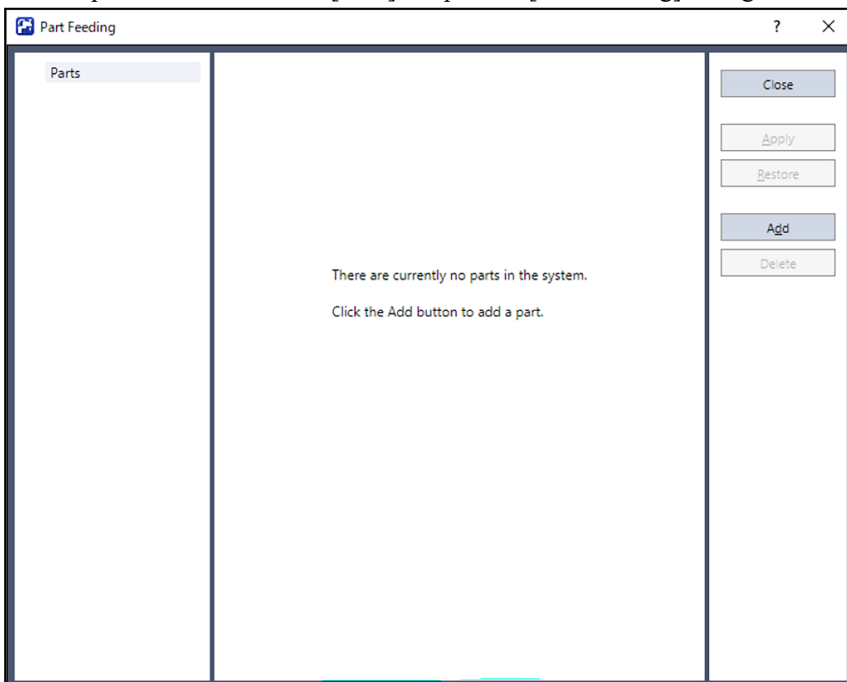 Part Feeding
?
Parts
Close
Apply
Restore
Add
Delete
There are currently no parts in the system.
Click the Add button to add a part.